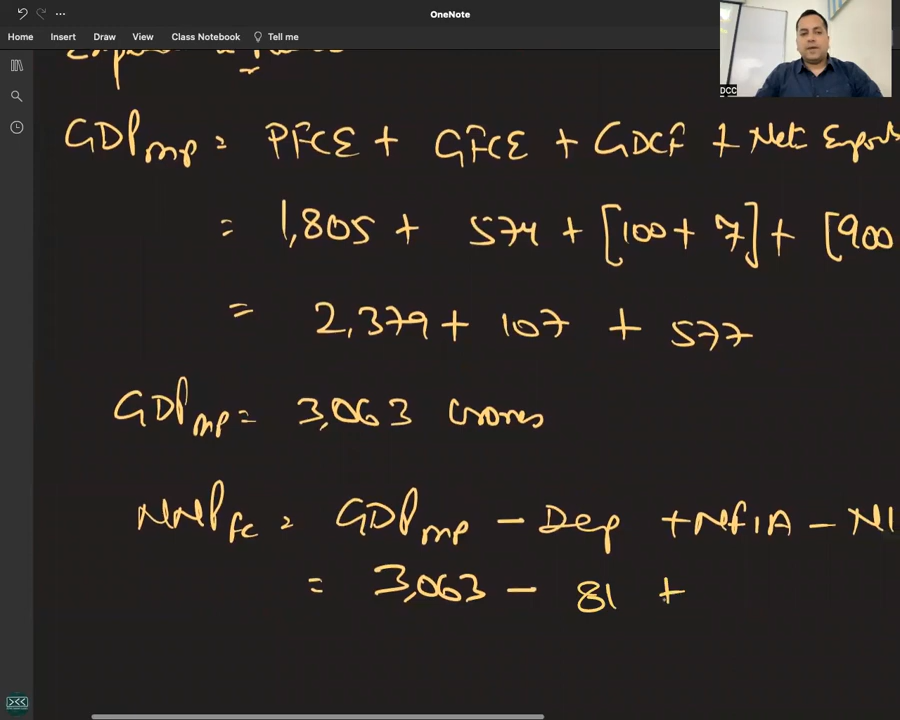 OneNote
Home Insert Draw View Class Notebook Tell me
DCC
GDPmp = PFCE + GFCE + GDCF + Net Exports
= 1,805 + 574 + [100 + 7] + [900
= 2,379 + 107 + 577
GDPmp = 3,063 crores
NNPfc = GDPmp - Dep + NFIA - NI
= 3,063 - 81 +